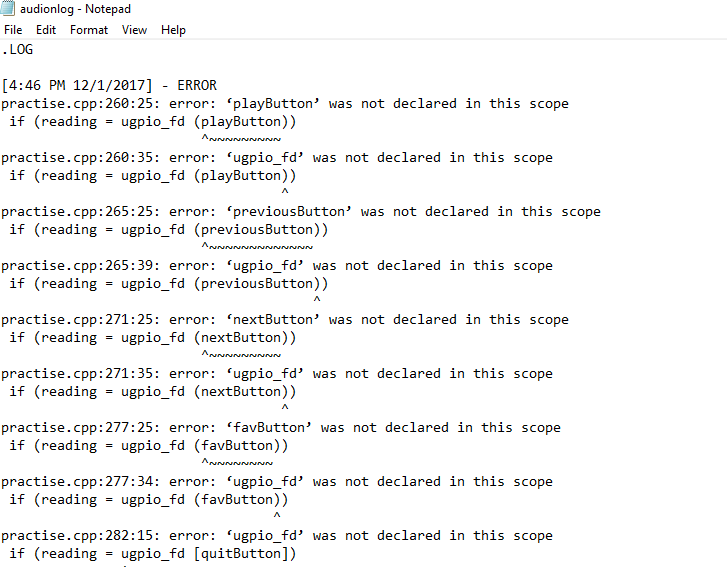 audionlog - Notepad
File Edit Format View Help
.LOG
[4:46 PM 12/1/2017] - ERROR
practise.cpp:260:25: error: ‘playButton’ was not declared in this scope
if (reading = ugpio_fd (playButton))
^~~~~~~~~~
practise.cpp:260:35: error: ‘ugpio_fd’ was not declared in this scope
if (reading = ugpio_fd (playButton))
^
practise.cpp:265:25: error: ‘previousButton’ was not declared in this scope
if (reading = ugpio_fd (previousButton))
^~~~~~~~~~~~~~
practise.cpp:265:39: error: ‘ugpio_fd’ was not declared in this scope
if (reading = ugpio_fd (previousButton))
^
practise.cpp:271:25: error: ‘nextButton’ was not declared in this scope
if (reading = ugpio_fd (nextButton))
^~~~~~~~~~
practise.cpp:271:35: error: ‘ugpio_fd’ was not declared in this scope
if (reading = ugpio_fd (nextButton))
^
practise.cpp:277:25: error: ‘favButton’ was not declared in this scope
if (reading = ugpio_fd (favButton))
^~~~~~~~~
practise.cpp:277:34: error: ‘ugpio_fd’ was not declared in this scope
if (reading = ugpio_fd (favButton))
^
practise.cpp:282:15: error: ‘ugpio_fd’ was not declared in this scope
if (reading = ugpio_fd [quitButton])